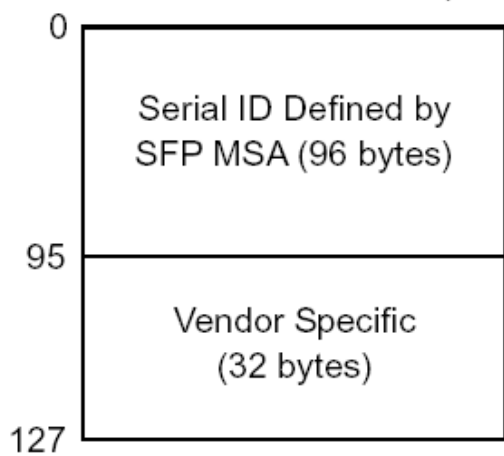 0
Serial ID Defined by
SFP MSA (96 bytes)
95
Vendor Specific
(32 bytes)
127